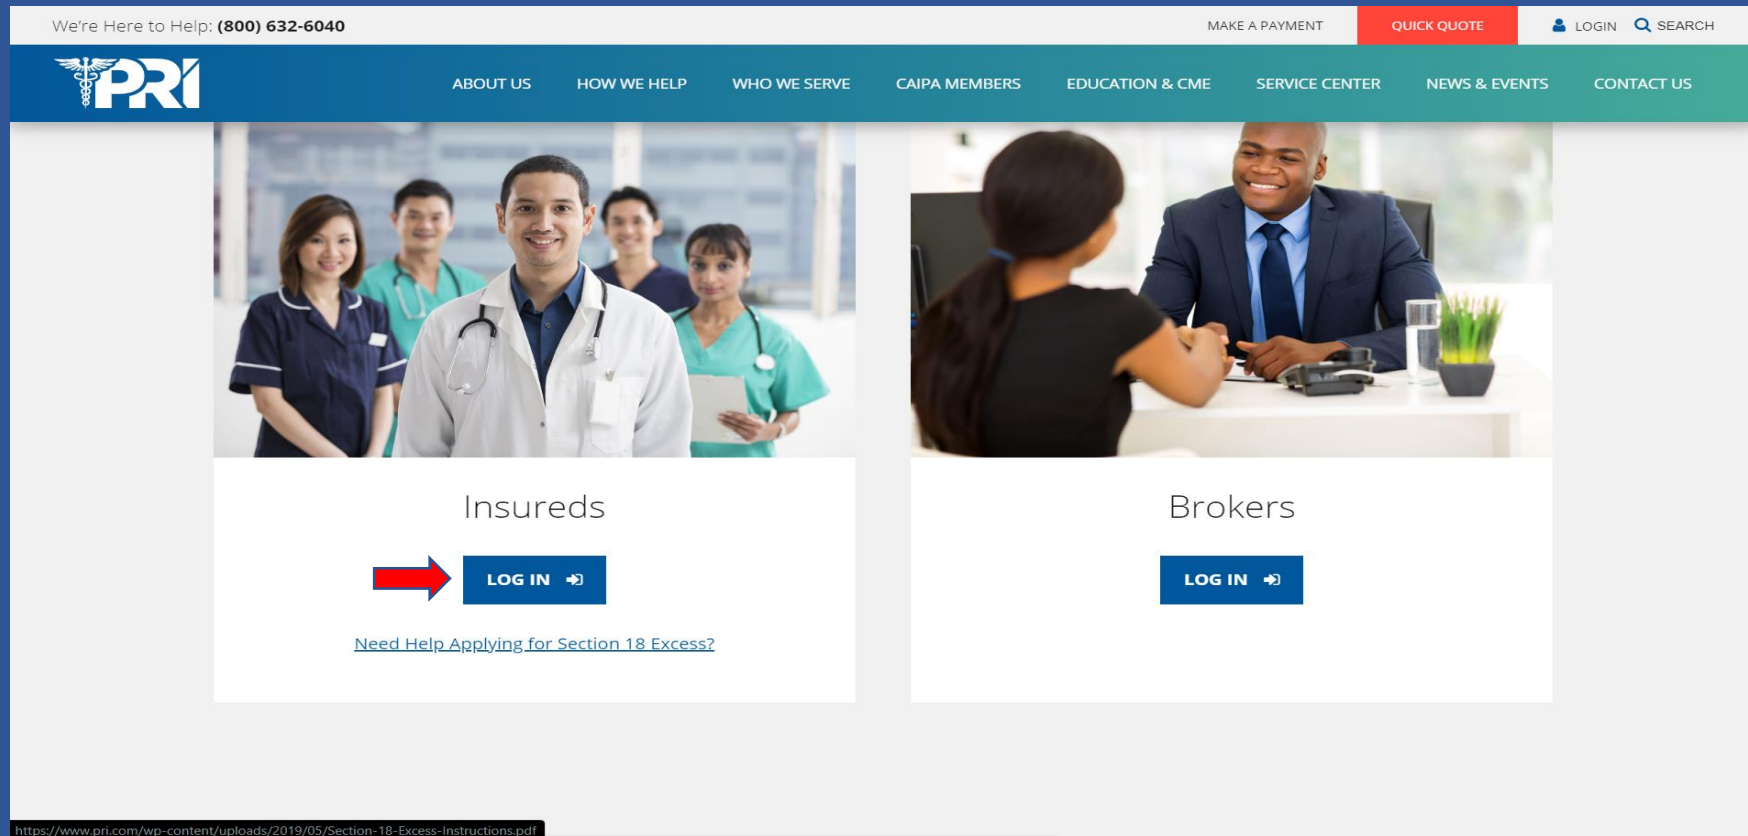 We're Here to Help: (800) 632-6040
MAKE A PAYMENT
QUICK QUOTE
LOGIN
SEARCH
PRI
ABOUT US
HOW WE HELP
WHO WE SERVE
CAIPA MEMBERS
EDUCATION & CME
SERVICE CENTER
NEWS & EVENTS
CONTACT US
Insureds
LOG IN
Need Help Applying for Section 18 Excess?
Brokers
LOG IN
https://www.pri.com/wp-content/uploads/2019/05/Section-18-Excess-Instructions.pdf